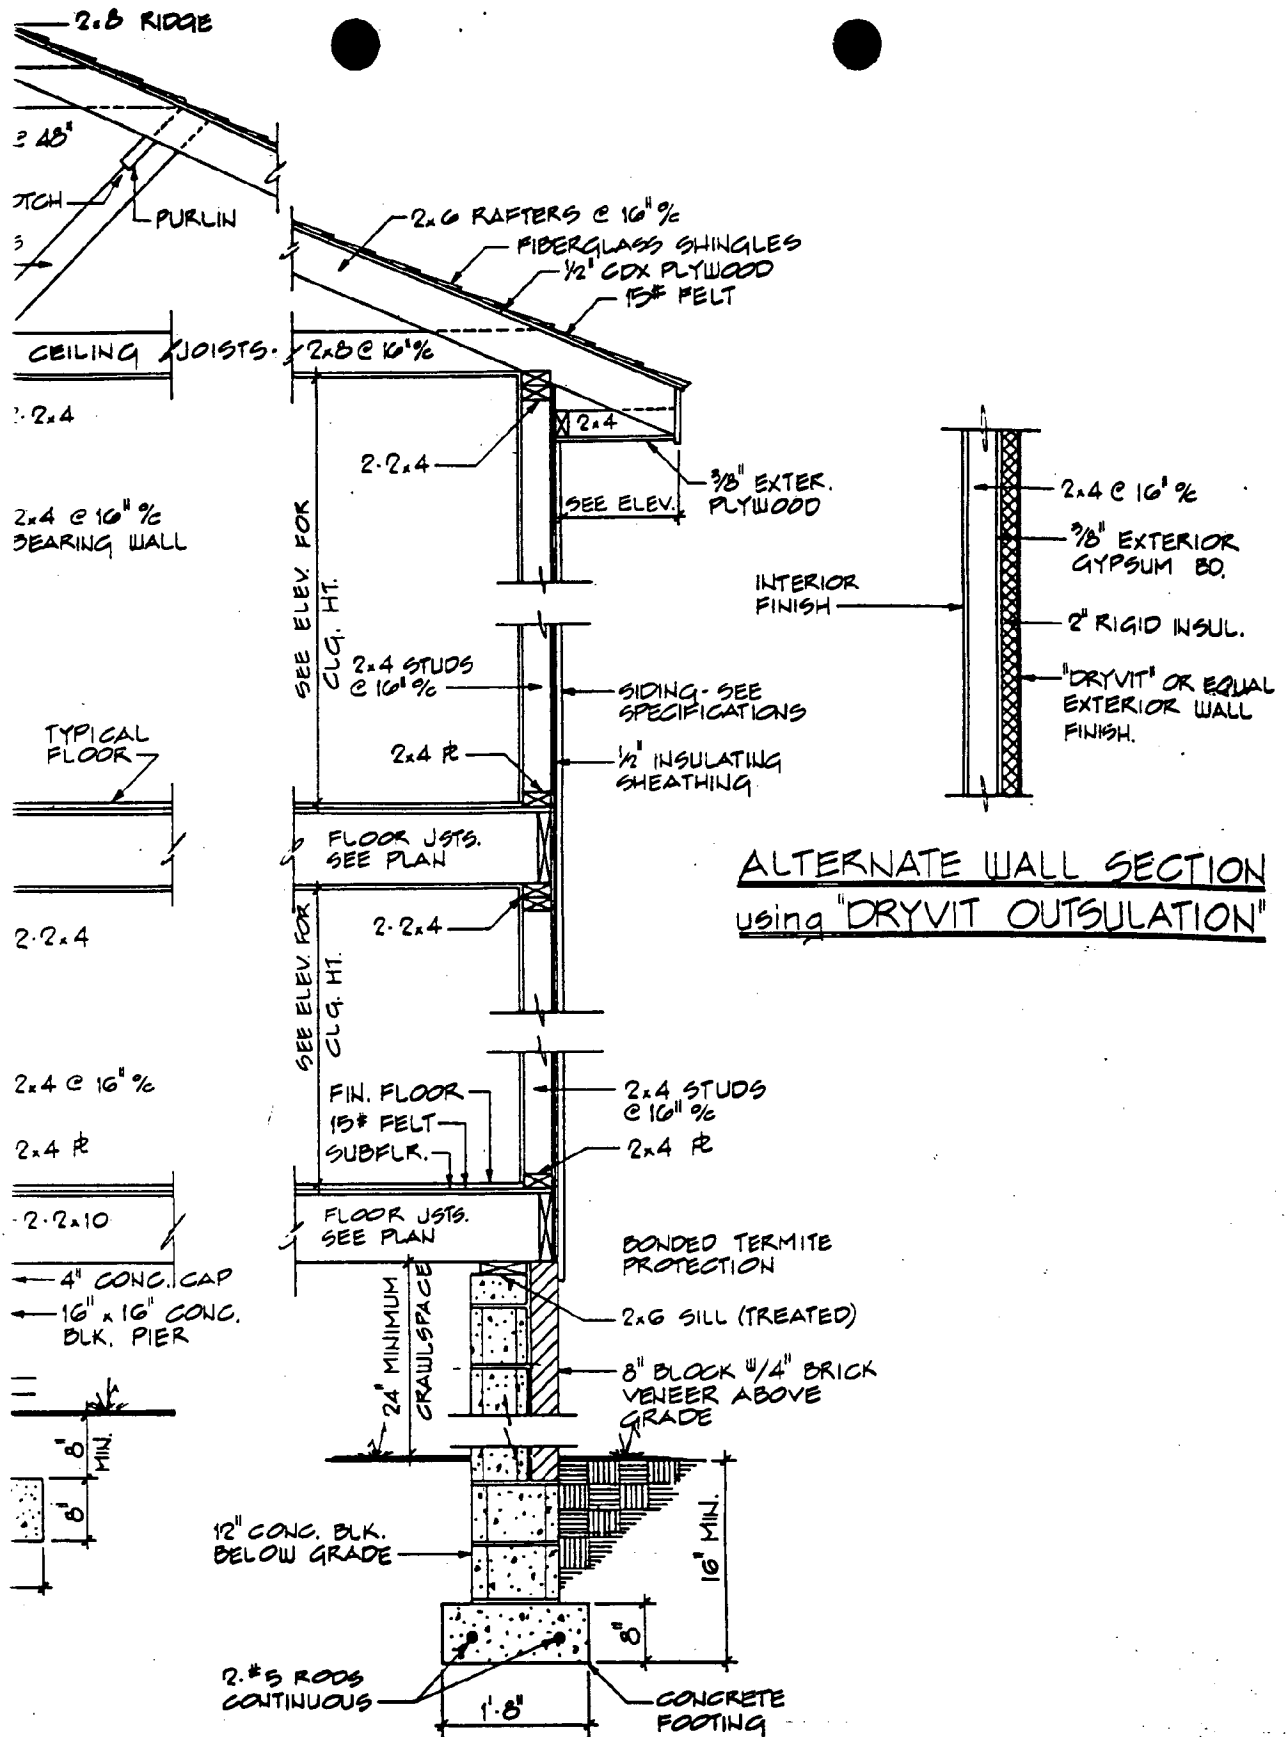 2x8 RIDGE
@ 48"
PURLIN
2x6 RAFTERS @ 16" o/c
FIBERGLASS SHINGLES
1/2" CDX PLYWOOD
15# FELT
CEILING JOISTS - 2x8 @ 16" o/c
2-2x4
2x4
2-2x4
3/8" EXTER.
PLYWOOD
SEE ELEV.
2x4 @ 16" o/c
BEARING WALL
SEE ELEV. FOR
CLG. HT.
2x4 @ 16" o/c
3/8" EXTERIOR
GYPSUM BD.
INTERIOR
FINISH
2" RIGID INSUL.
"DRYVIT" OR EQUAL
EXTERIOR WALL
FINISH.
2x4 STUDS
@ 16" o/c
SIDING - SEE
SPECIFICATIONS
TYPICAL
FLOOR
2x4 PL
1/2" INSULATING
SHEATHING
FLOOR JSTS.
SEE PLAN
ALTERNATE WALL SECTION
using "DRYVIT OUTSULATION"
2-2x4
2-2x4
SEE ELEV. FOR
CLG. HT.
2x4 @ 16" o/c
FIN. FLOOR
15# FELT
SUBFLR.
2x4 STUDS
@ 16" o/c
2x4 PL
2x4 PL
2-2x10
FLOOR JSTS.
SEE PLAN
BONDED TERMITE
PROTECTION
4" CONC. CAP
16" x 16" CONC.
BLK. PIER
24" MINIMUM
CRAWLSPACE
2x6 SILL (TREATED)
8" BLOCK W/4" BRICK
VENEER ABOVE
GRADE
8"
MIN.
8"
12" CONC. BLK.
BELOW GRADE
16" MIN.
8"
2-#5 RODS
CONTINUOUS
1'-8"
CONCRETE
FOOTING